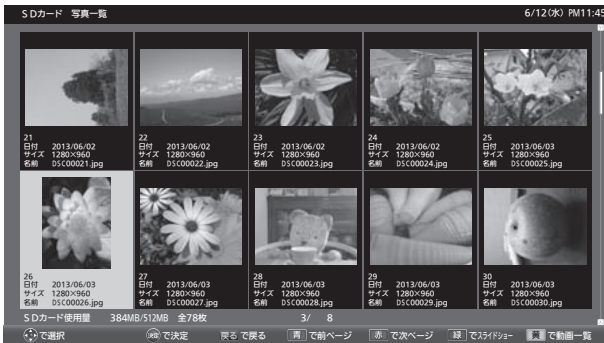 SDカード 写真一覧 6/12(水) PM11:45
21
日付 2013/06/02
サイズ 1280×960
名前 DSC00021.jpg
22
日付 2013/06/02
サイズ 1280×960
名前 DSC00022.jpg
23
日付 2013/06/02
サイズ 1280×960
名前 DSC00023.jpg
24
日付 2013/06/02
サイズ 1280×960
名前 DSC00024.jpg
25
日付 2013/06/03
サイズ 1280×960
名前 DSC00025.jpg
26
日付 2013/06/03
サイズ 1280×960
名前 DSC00026.jpg
27
日付 2013/06/03
サイズ 1280×960
名前 DSC00027.jpg
28
日付 2013/06/03
サイズ 1280×960
名前 DSC00028.jpg
29
日付 2013/06/03
サイズ 1280×960
名前 DSC00029.jpg
30
日付 2013/06/03
サイズ 1280×960
名前 DSC00030.jpg
SDカード使用量 384MB/512MB 全78枚 3/ 8
で選択 決定 で決定 戻る で戻る 青 で前ページ 赤 で次ページ 緑 でスライドショー 黄 で動画一覧